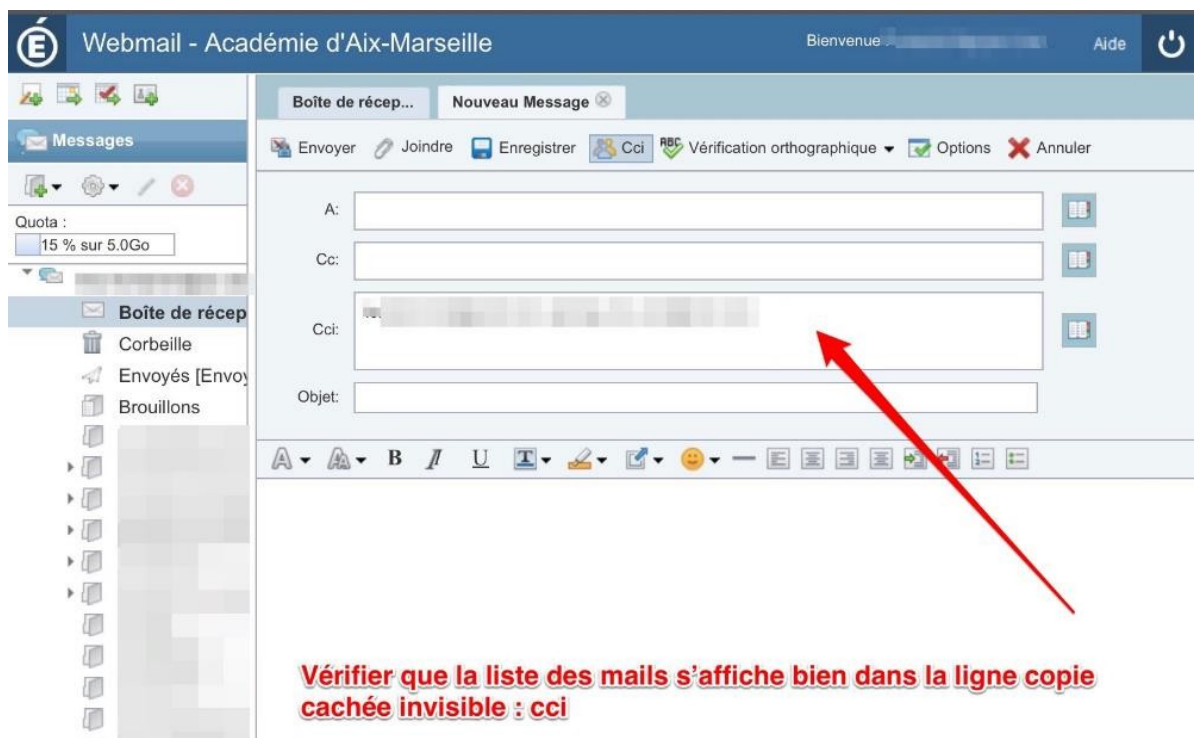 É Webmail - Académie d'Aix-Marseille Bienvenue Aide
Boîte de récep... Nouveau Message
Messages
Envoyer Joindre Enregistrer Cci ABC Vérification orthographique Options Annuler
Quota :
15 % sur 5.0Go
A:
Cc:
Cci:
Objet:
Boîte de récep
Corbeille
Envoyés [Envoy
Brouillons
A A B I U T
Vérifier que la liste des mails s'affiche bien dans la ligne copie
cachée invisible : cci